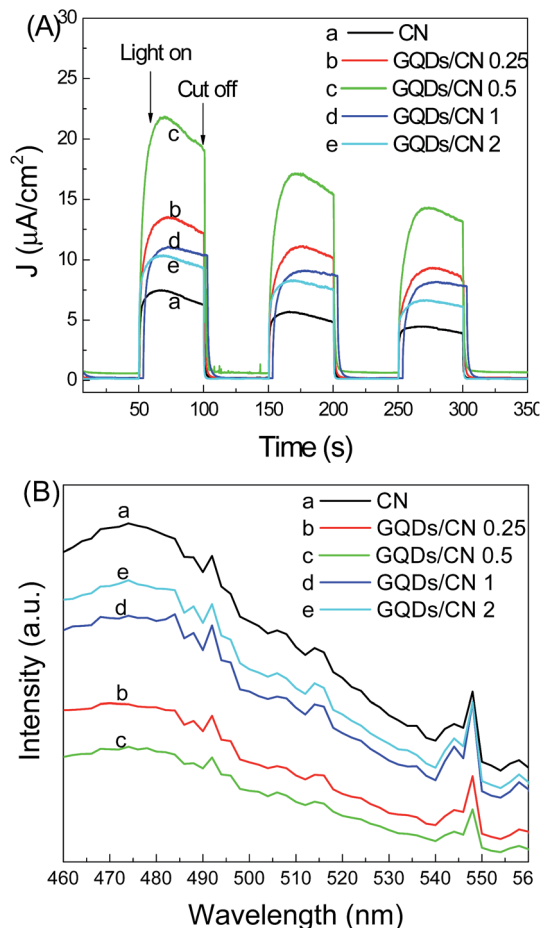 (A)
a CN
b GQDs/CN 0.25
c GQDs/CN 0.5
d GQDs/CN 1
e GQDs/CN 2
Light on
Cut off
c
b
d
e
a
J (μA/cm²)
30
25
20
15
10
5
0
50 100 150 200 250 300 350
Time (s)
(B)
a CN
b GQDs/CN 0.25
c GQDs/CN 0.5
d GQDs/CN 1
e GQDs/CN 2
a
e
d
b
c
Intensity (a.u.)
460 470 480 490 500 510 520 530 540 550 56
Wavelength (nm)